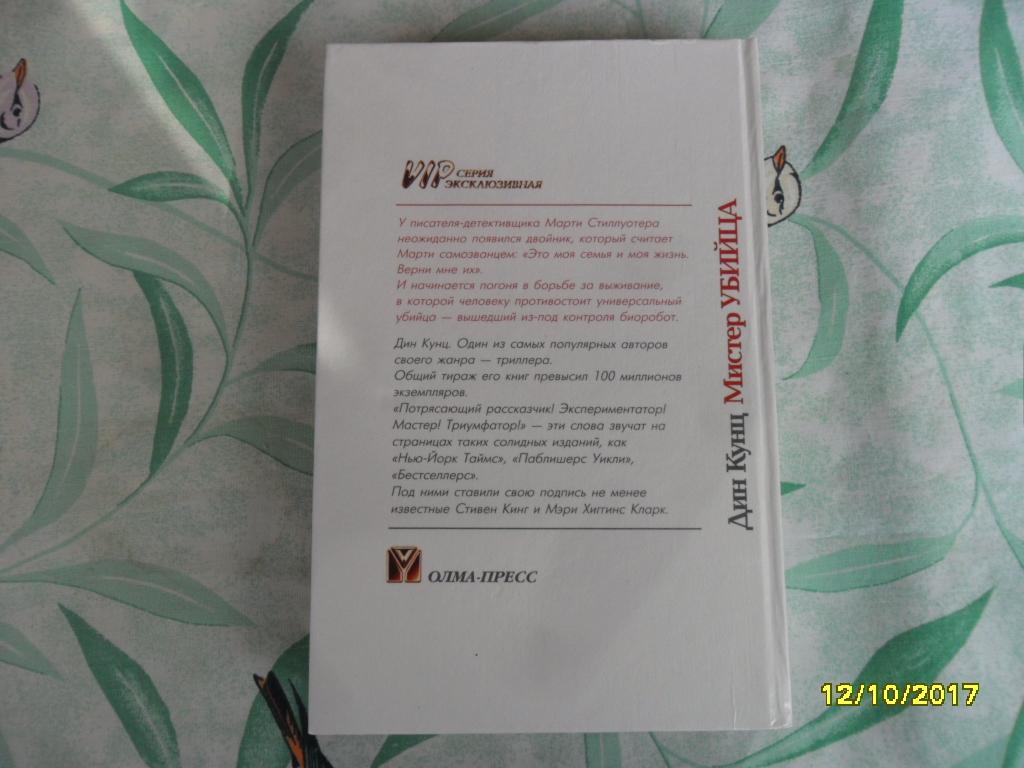 VIP СЕРИЯ
ЭКСКЛЮЗИВНАЯ
У писателя-детективщика Марти Стиллуотера
неожиданно появился двойник, который считает
Марти самозванцем: «Это моя семья и моя жизнь.
Верни мне их».
И начинается погоня в борьбе за выживание,
в которой человеку противостоит универсальный
убийца — вышедший из-под контроля биоробот.
Дин Кунц. Один из самых популярных авторов
своего жанра — триллера.
Общий тираж его книг превысил 100 миллионов
экземпляров.
«Потрясающий рассказчик! Экспериментатор!
Мастер! Триумфатор!» — эти слова звучат на
страницах таких солидных изданий, как
«Нью-Йорк Таймс», «Паблишерс Уикли»,
«Бестселлерс».
Под ними ставили свою подпись не менее
известные Стивен Кинг и Мэри Хиггинс Кларк.
ОЛМА-ПРЕСС
Дин Кунц Мистер УБИЙЦА
12/10/2017